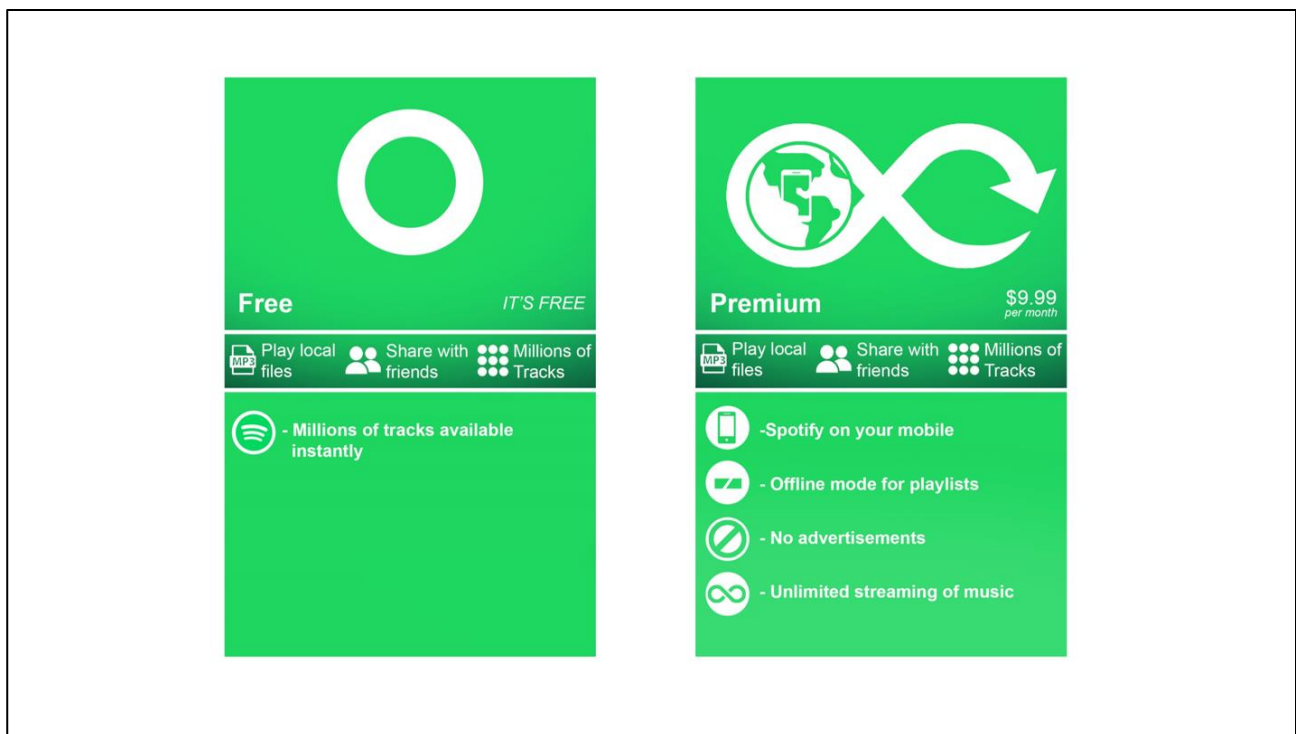 Free
IT'S FREE
MP3
Play local
files
Share with
friends
Millions of
Tracks
- Millions of tracks available
instantly
Premium
$9.99
per month
MP3
Play local
files
Share with
friends
Millions of
Tracks
-Spotify on your mobile
- Offline mode for playlists
- No advertisements
- Unlimited streaming of music